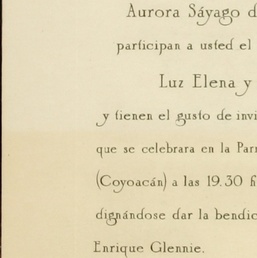 Aurora Sáyago d
participan a usted el
Luz Elena y
y tienen el gusto de invi
que se celebrara en la Parr
(Coyoacán) a las 19.30 h
dignándose dar la bendic
Enrique Glennie.